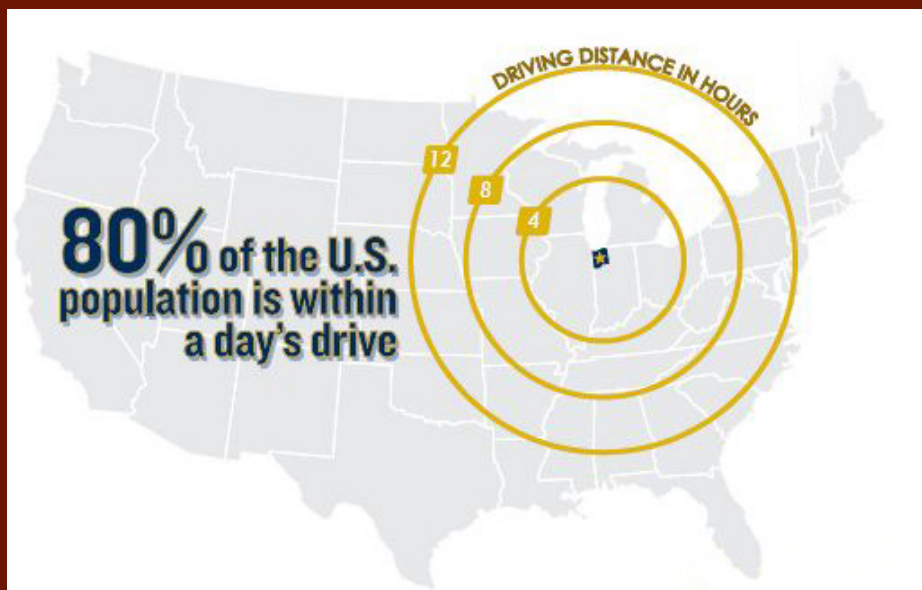 DRIVING DISTANCE IN HOURS
12
8
4
80% of the U.S.
population is within
a day's drive